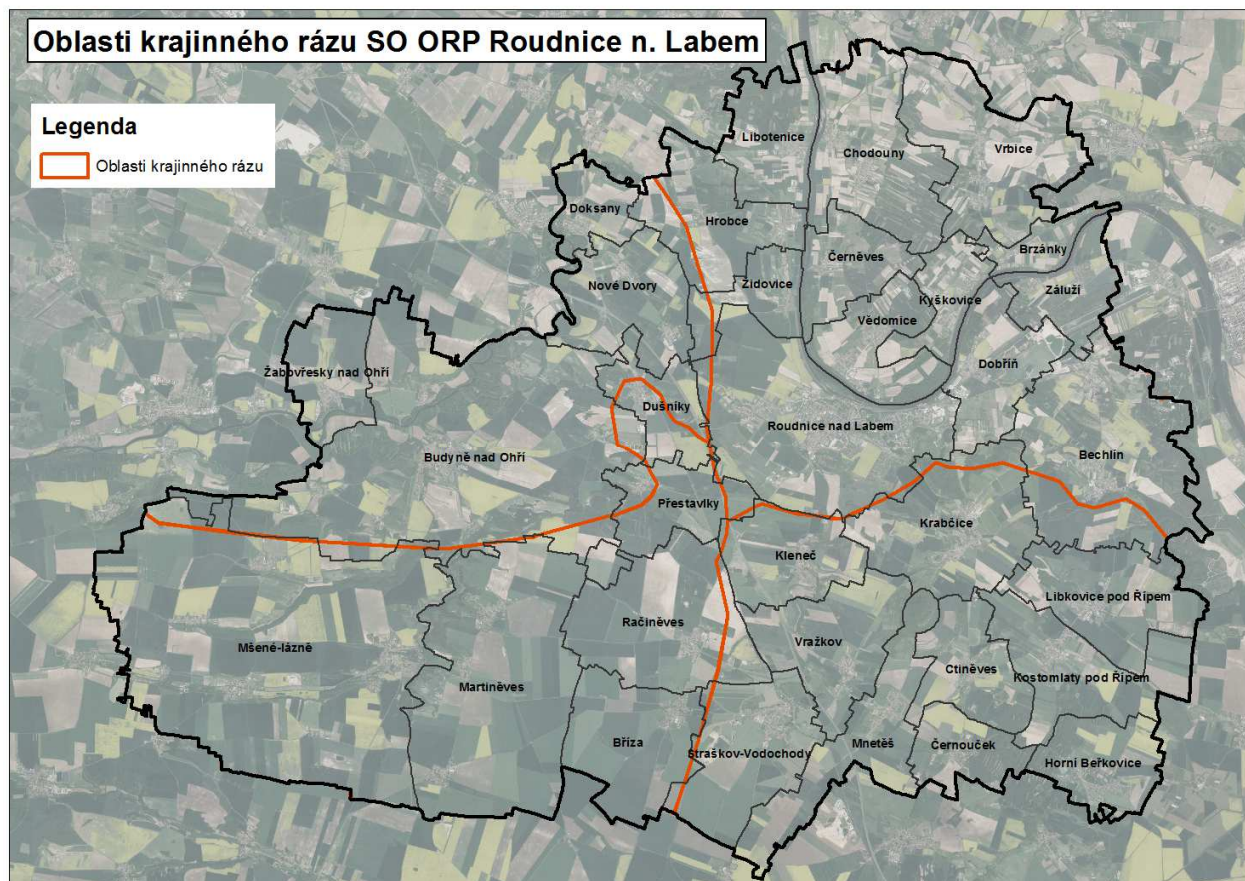 Oblasti krajinného rázu SO ORP Roudnice n. Labem
Legenda
Oblasti krajinného rázu
Libotenice
Chodouny
Vrbice
Doksany
Hrobce
Brzánky
Černěves
Nové Dvory
Židovice
Kyškovice
Záluží
Vědomice
Dobříň
Žabovřesky nad Ohří
Dušníky
Roudnice nad Labem
Budyně nad Ohří
Bechlín
Přestavlky
Krabčice
Kleneč
Libkovice pod Řípem
Račiněves
Vražkov
Mšené-lázně
Ctiněves
Kostomlaty pod Řípem
Martiněves
Bříza
Mnetěš
Černouček
Straškov-Vodochody
Horní Beřkovice